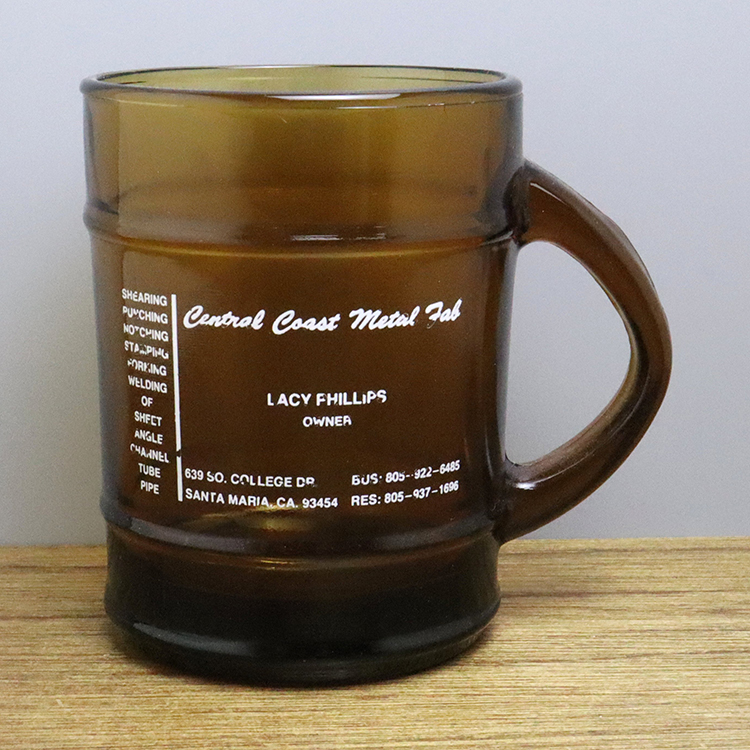 SHEARING
PUNCHING
NOTCHING
STAMPING
FORKING
WELDING
OF
SHEET
ANGLE
CHANNEL
TUBE
PIPE
Central Coast Metal Fab
LACY PHILLIPS
OWNER
639 SO. COLLEGE DR. BUS: 805-922-6485
SANTA MARIA, CA. 93454 RES: 805-937-1696